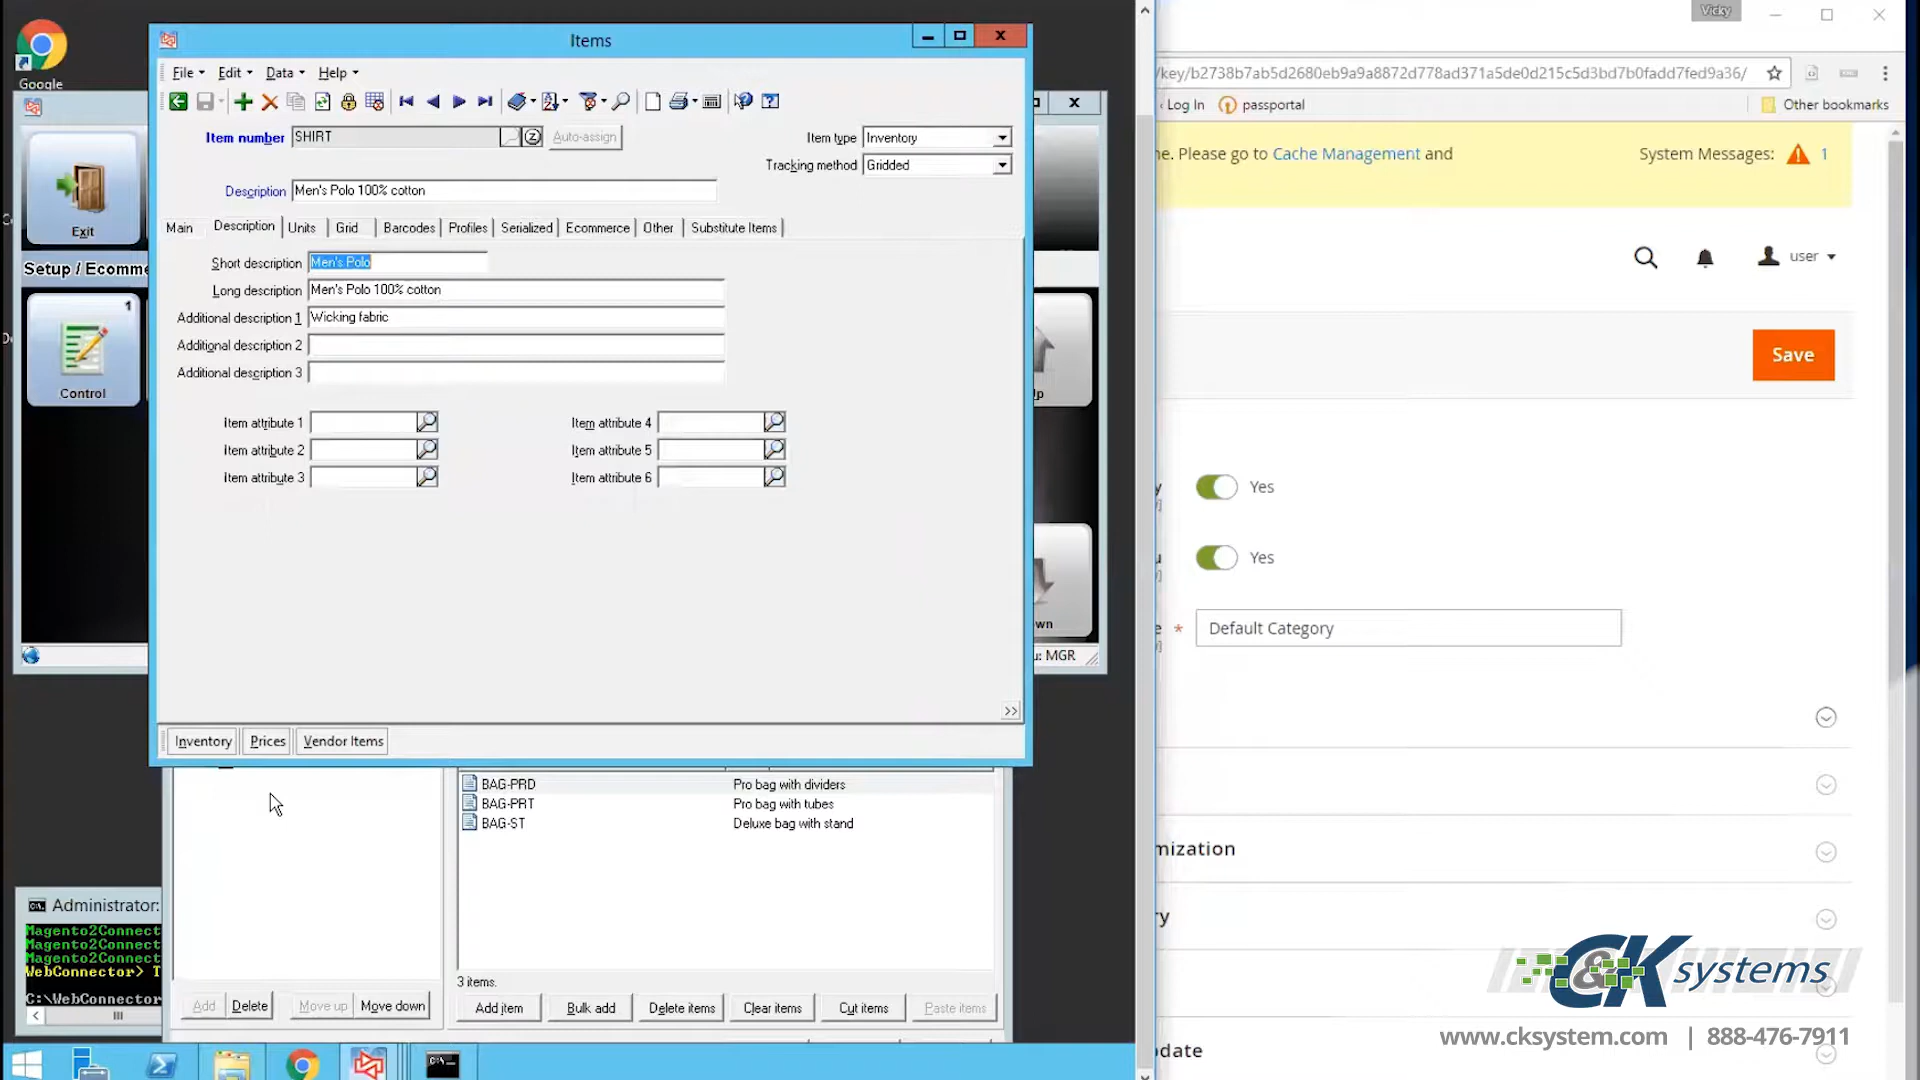 Google
Exit
Setup / Ecomme
1
Control
Items
File Edit Data Help
Item number SHIRT Auto-assign
Item type Inventory
Tracking method Gridded
Description Men's Polo 100% cotton
Main Description Units Grid Barcodes Profiles Serialized Ecommerce Other Substitute Items
Short description Men's Polo
Long description Men's Polo 100% cotton
Additional description 1 Wicking fabric
Additional description 2
Additional description 3
Item attribute 1 Item attribute 4
Item attribute 2 Item attribute 5
Item attribute 3 Item attribute 6
>>
Inventory Prices Vendor Items
u: MGR
BAG-PRD Pro bag with dividers
BAG-PRT Pro bag with tubes
BAG-ST Deluxe bag with stand
3 items.
Add Delete Move up Move down
Add item Bulk add Delete items Clear items Cut items Paste items
Administrator:
Magento2Connect
Magento2Connect
Magento2Connect
WebConnector> T
C:\WebConnector
Vicky
/key/b2738b7ab5d2680eb9a9a8872d778ad371a5de0d215c5d3bd7b0fadd7fed9a36/
Log In passportal Other bookmarks
ne. Please go to Cache Management and
System Messages: 1
user
Save
Yes
Yes
* Default Category
mization
ry
pdate
C&K systems
www.cksystem.com | 888-476-7911